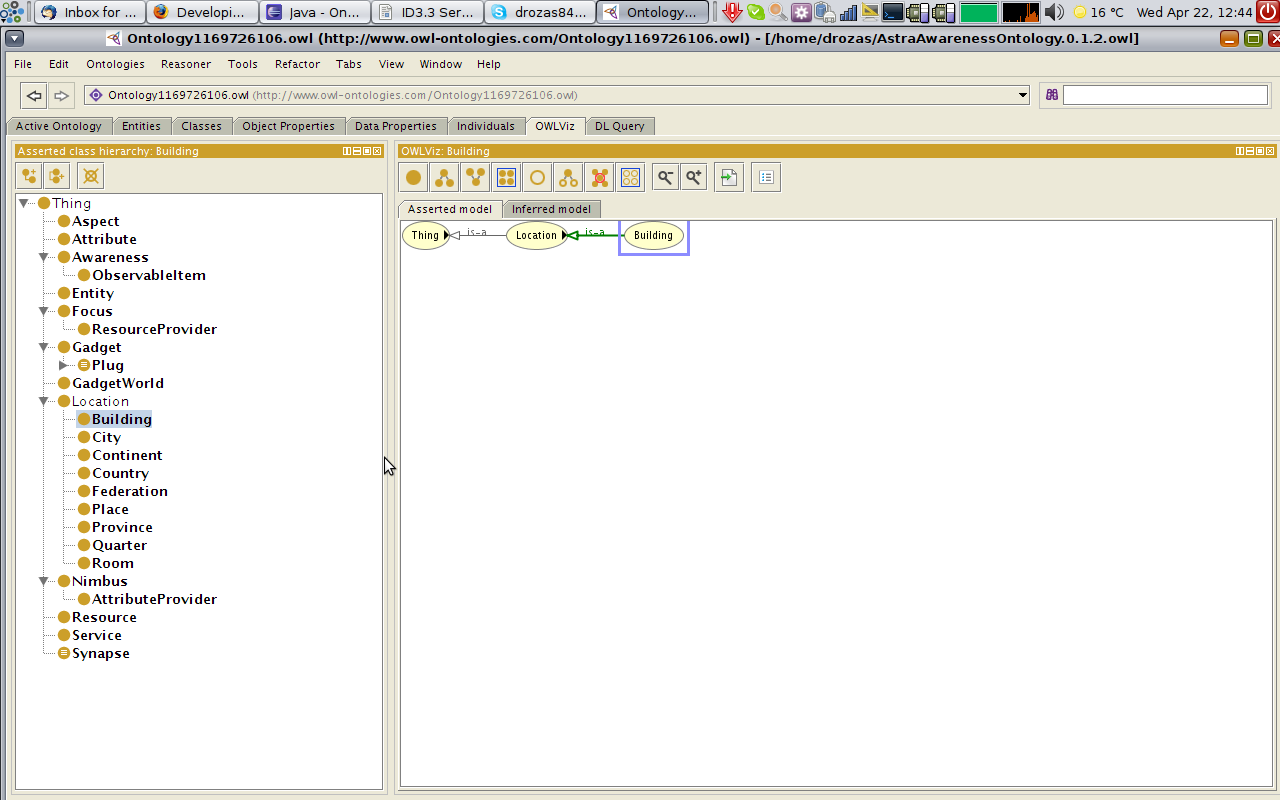 Inbox for ... Developi... Java - On... ID3.3 Ser... drozas84... Ontology... 16 °C Wed Apr 22, 12:44
Ontology1169726106.owl (http://www.owl-ontologies.com/Ontology1169726106.owl) - [/home/drozas/AstraAwarenessOntology.0.1.2.owl]
File Edit Ontologies Reasoner Tools Refactor Tabs View Window Help
Ontology1169726106.owl (http://www.owl-ontologies.com/Ontology1169726106.owl)
Active Ontology Entities Classes Object Properties Data Properties Individuals OWLViz DL Query
Asserted class hierarchy: Building
Thing
Aspect
Attribute
Awareness
ObservableItem
Entity
Focus
ResourceProvider
Gadget
Plug
GadgetWorld
Location
Building
City
Continent
Country
Federation
Place
Province
Quarter
Room
Nimbus
AttributeProvider
Resource
Service
Synapse
OWLViz: Building
Asserted model Inferred model
Thing is-a Location is-a Building